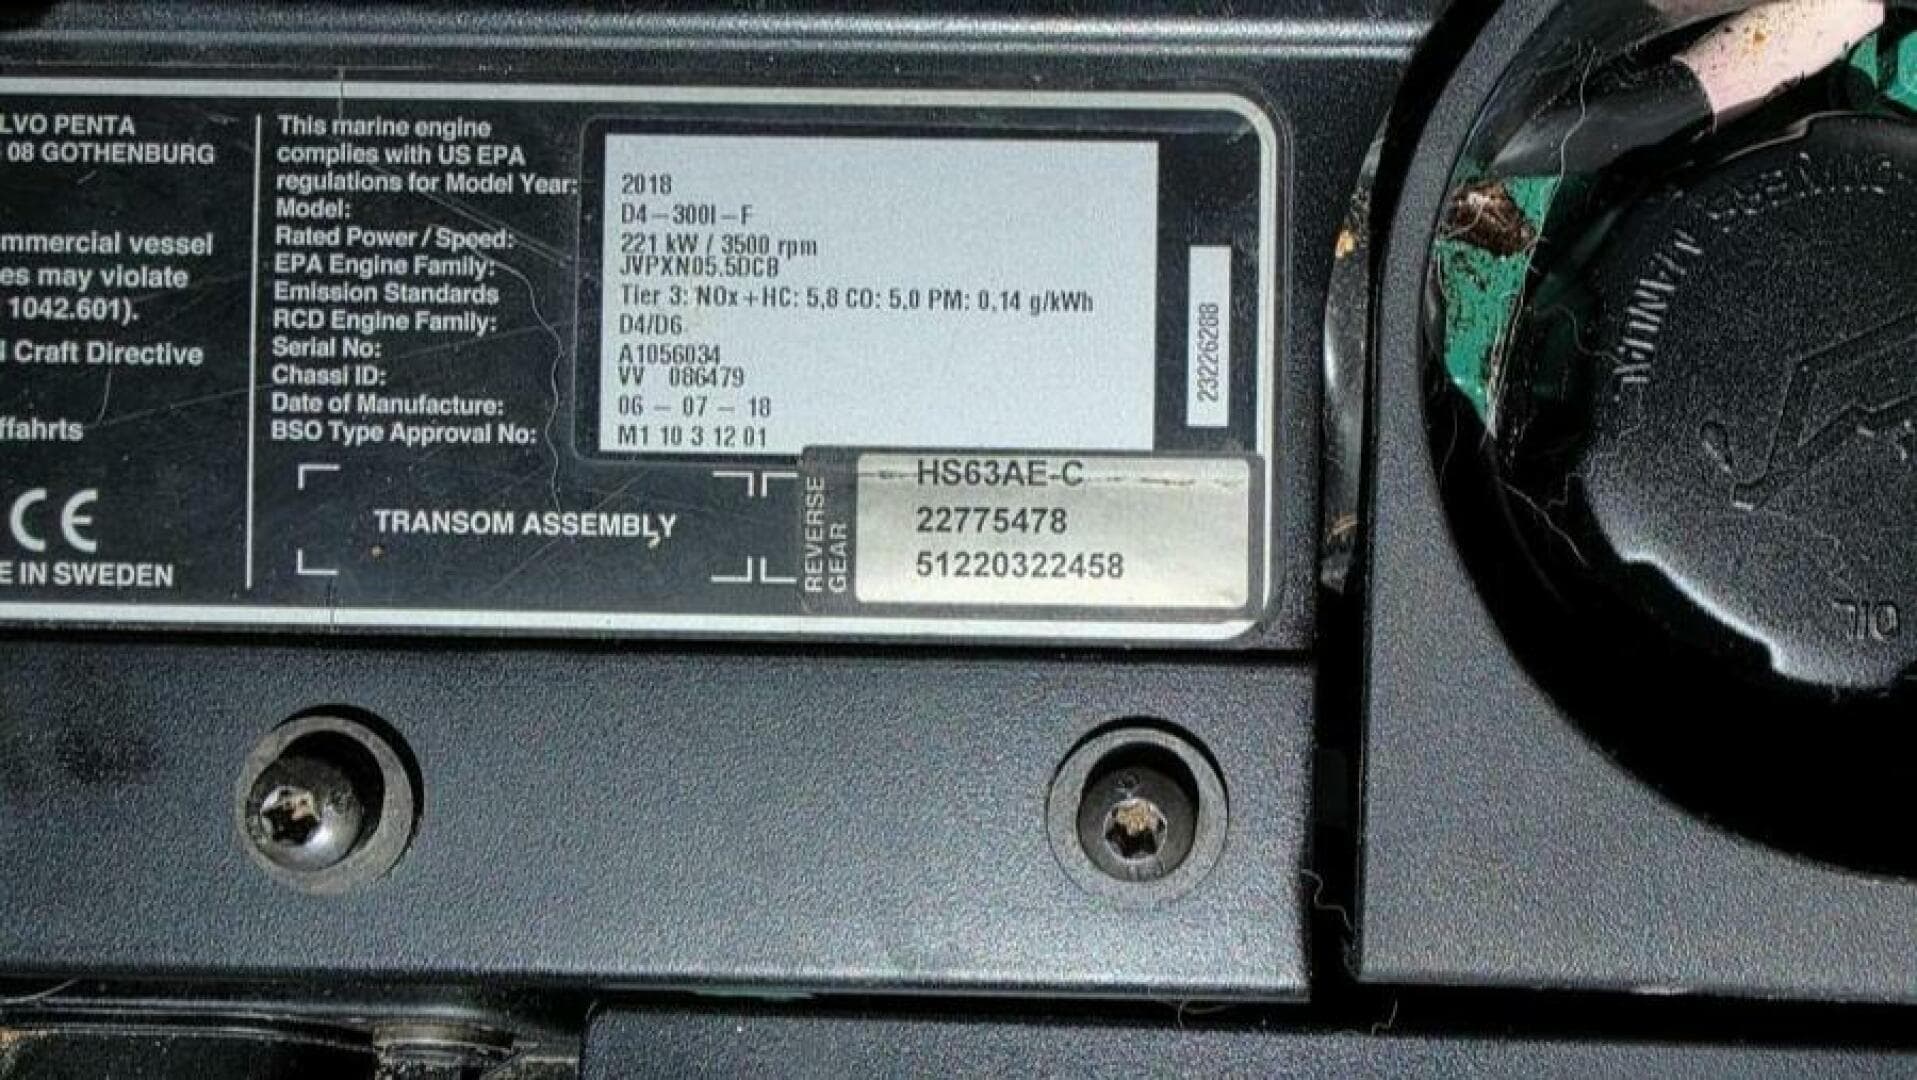 LVO PENTA
08 GOTHENBURG
mmercial vessel
es may violate
1042.601).
l Craft Directive
ffahrts
CE
E IN SWEDEN
This marine engine
complies with US EPA
regulations for Model Year: 2018
Model: D4-300I-F
Rated Power / Speed: 221 kW / 3500 rpm
EPA Engine Family: JVPXN05.5DCB
Emission Standards Tier 3: NOx+HC: 5,8 CO: 5,0 PM: 0,14 g/kWh
RCD Engine Family: D4/D6
Serial No: A1056034
Chassi ID: VV 086479
Date of Manufacture: 06 - 07 - 18
BSO Type Approval No: M1 10 3 12 01
23226288
TRANSOM ASSEMBLY
REVERSE
GEAR
HS63AE-C
22775478
51220322458
OIL